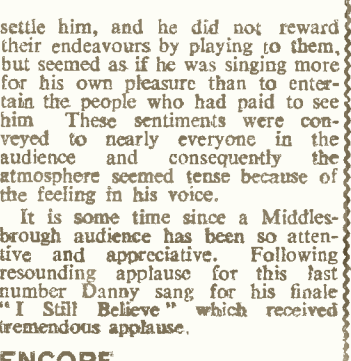 settle him, and he did not reward
their endeavours by playing to them,
but seemed as if he was singing more
for his own pleasure than to enter-
tain the people who had paid to see
him These sentiments were con-
veyed to nearly everyone in the
audience and consequently the
atmosphere seemed tense because of
the feeling in his voice.
It is some time since a Middles-
brough audience has been so atten-
tive and appreciative. Following
resounding applause for this last
number Danny sang for his finale
"I Still Believe" which received
tremendous applause.
ENCORE